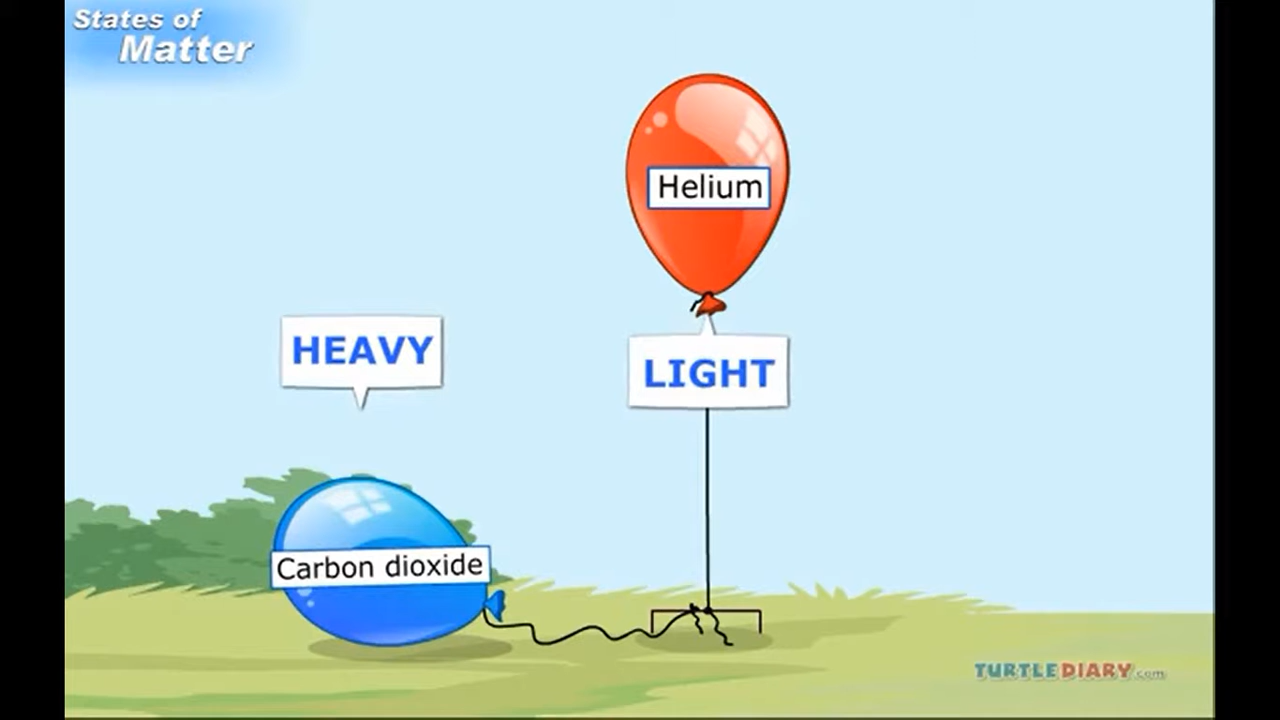 States of
Matter
Helium
HEAVY
LIGHT
Carbon dioxide
TURTLEDIARY.com